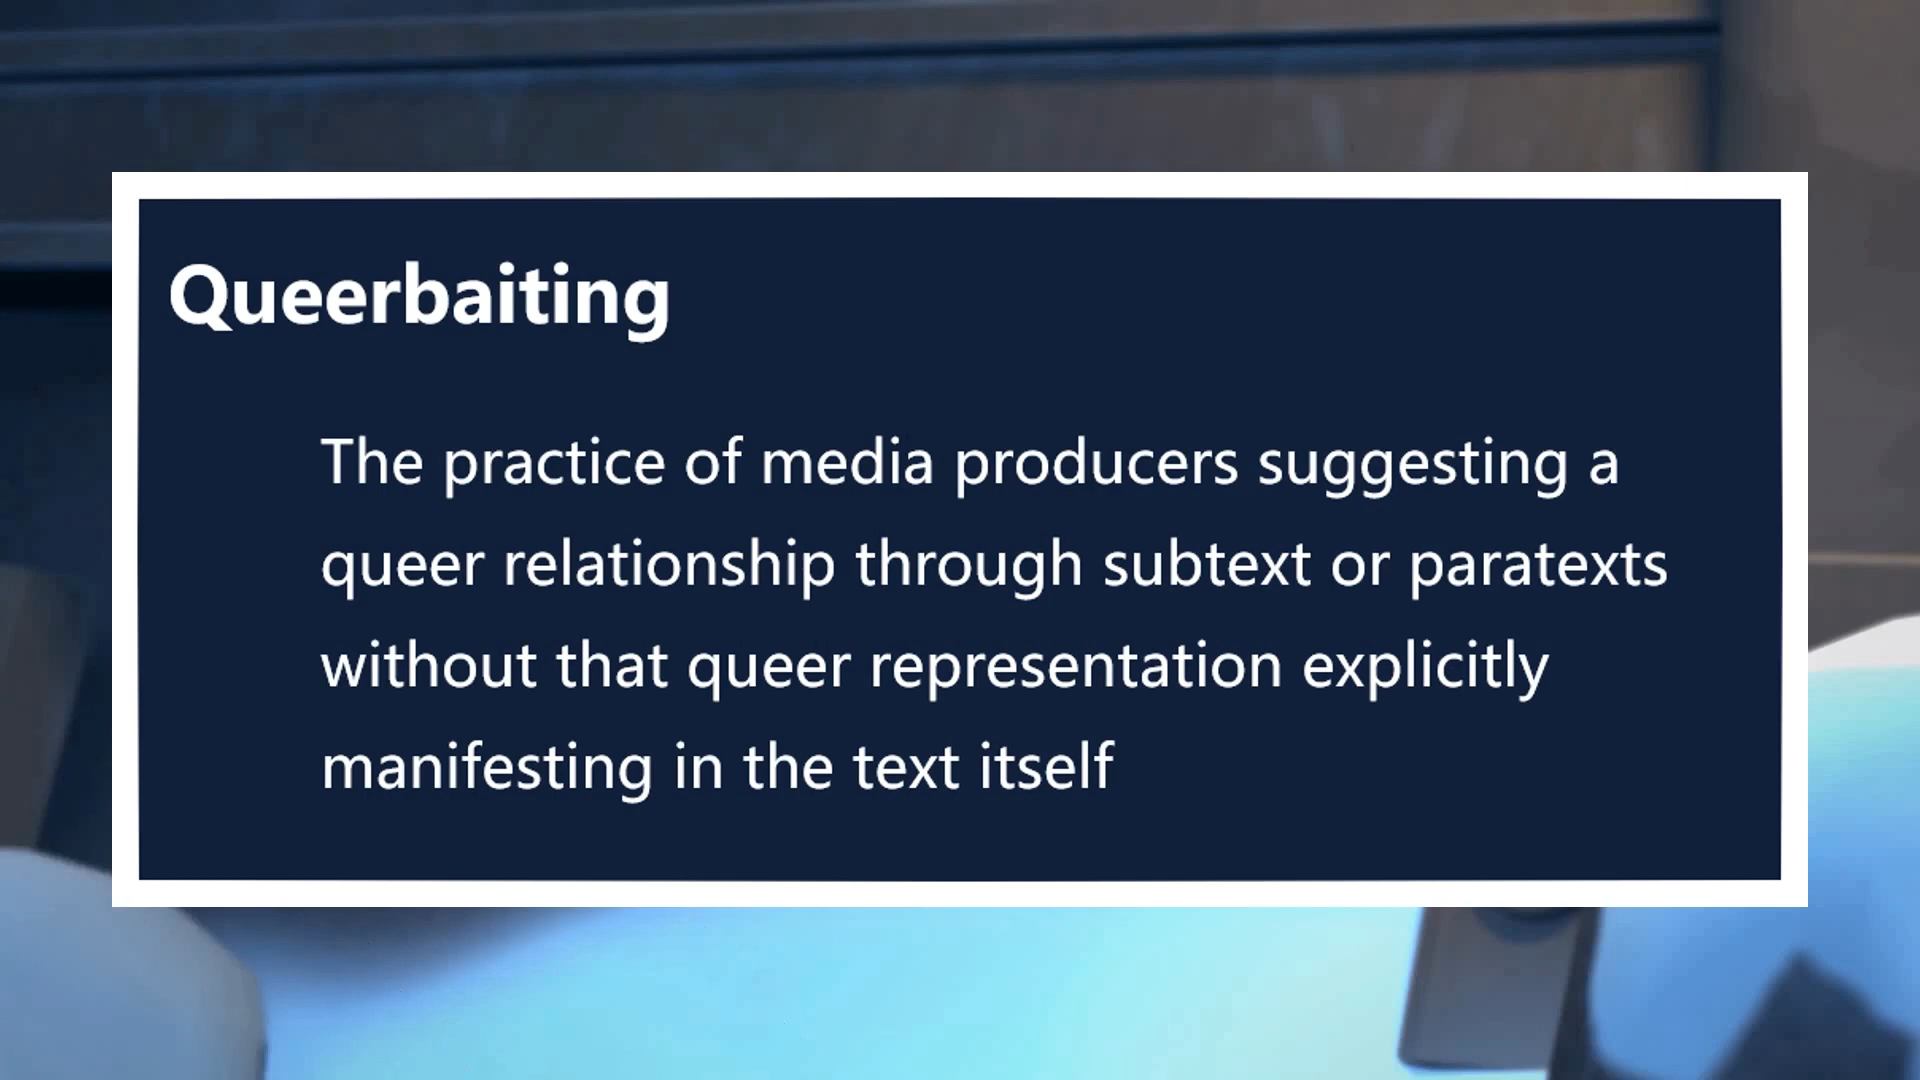 Queerbaiting
The practice of media producers suggesting a
queer relationship through subtext or paratexts
without that queer representation explicitly
manifesting in the text itself